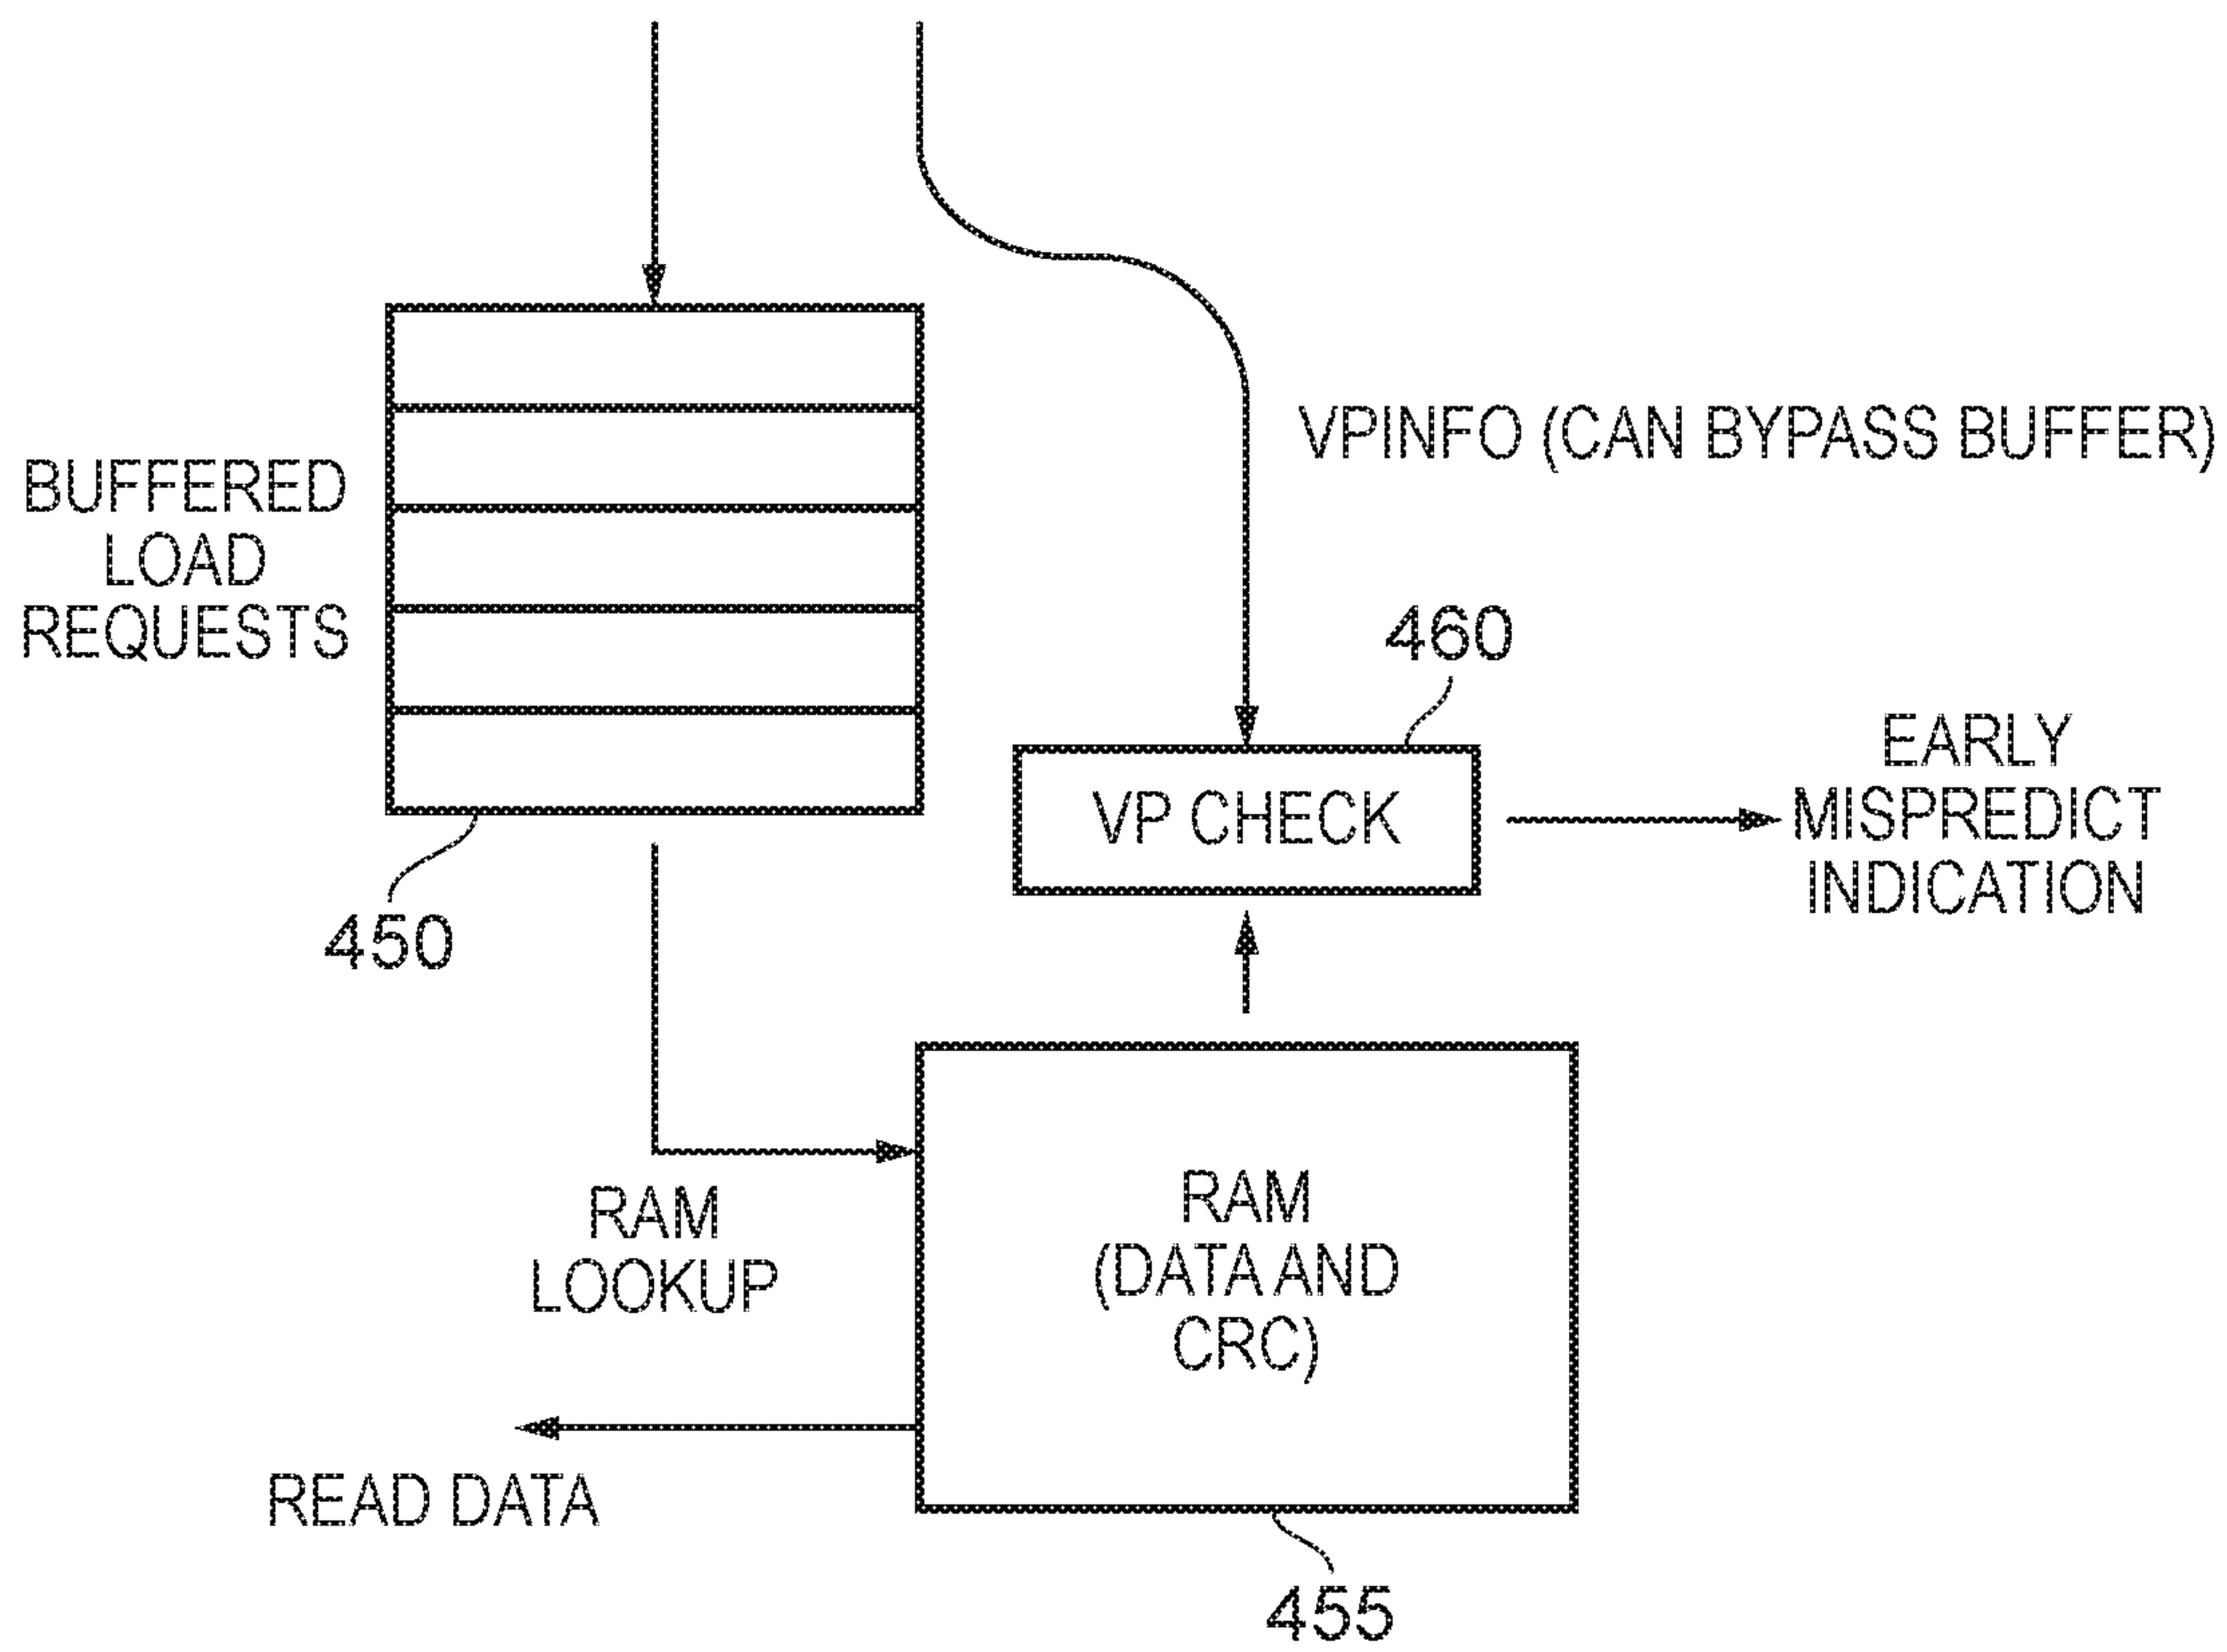 VPINFO (CAN BYPASS BUFFER)
BUFFERED
LOAD
REQUESTS
460
VP CHECK
EARLY
MISPREDICT
INDICATION
450
RAM
LOOKUP
RAM
(DATA AND
CRC)
READ DATA
455